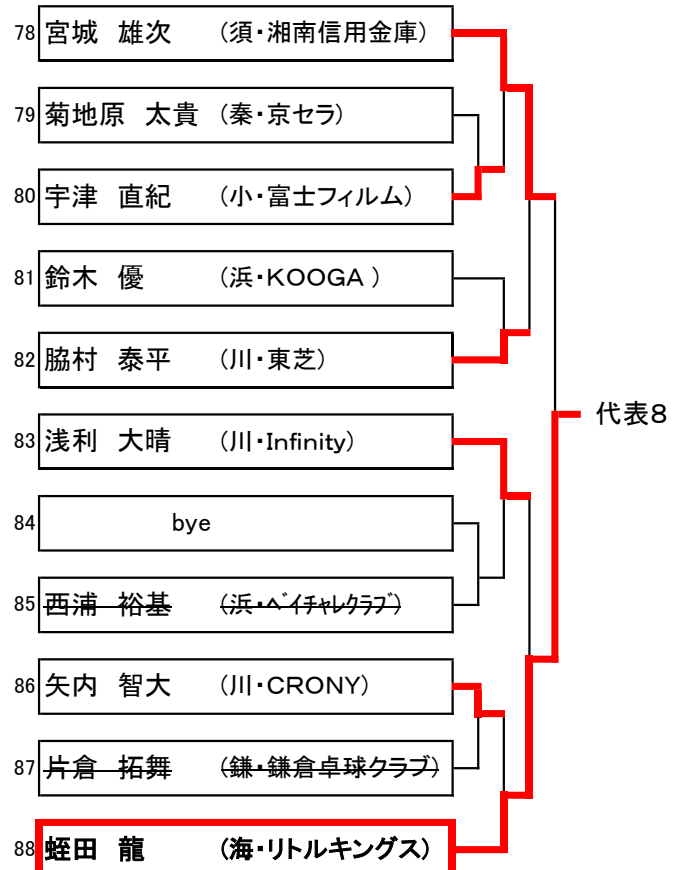 78 宮城 雄次 (須・湘南信用金庫)
79 菊地原 太貴 (秦・京セラ)
80 宇津 直紀 (小・富士フィルム)
81 鈴木 優 (浜・KOOGA )
82 脇村 泰平 (川・東芝)
代表8
83 浅利 大晴 (川・Infinity)
84 bye
85 西浦 裕基 (浜・ベイチャレクラブ)
86 矢内 智大 (川・CRONY)
87 片倉 拓舞 (鎌・鎌倉卓球クラブ)
88 蛭田 龍 (海・リトルキングス)